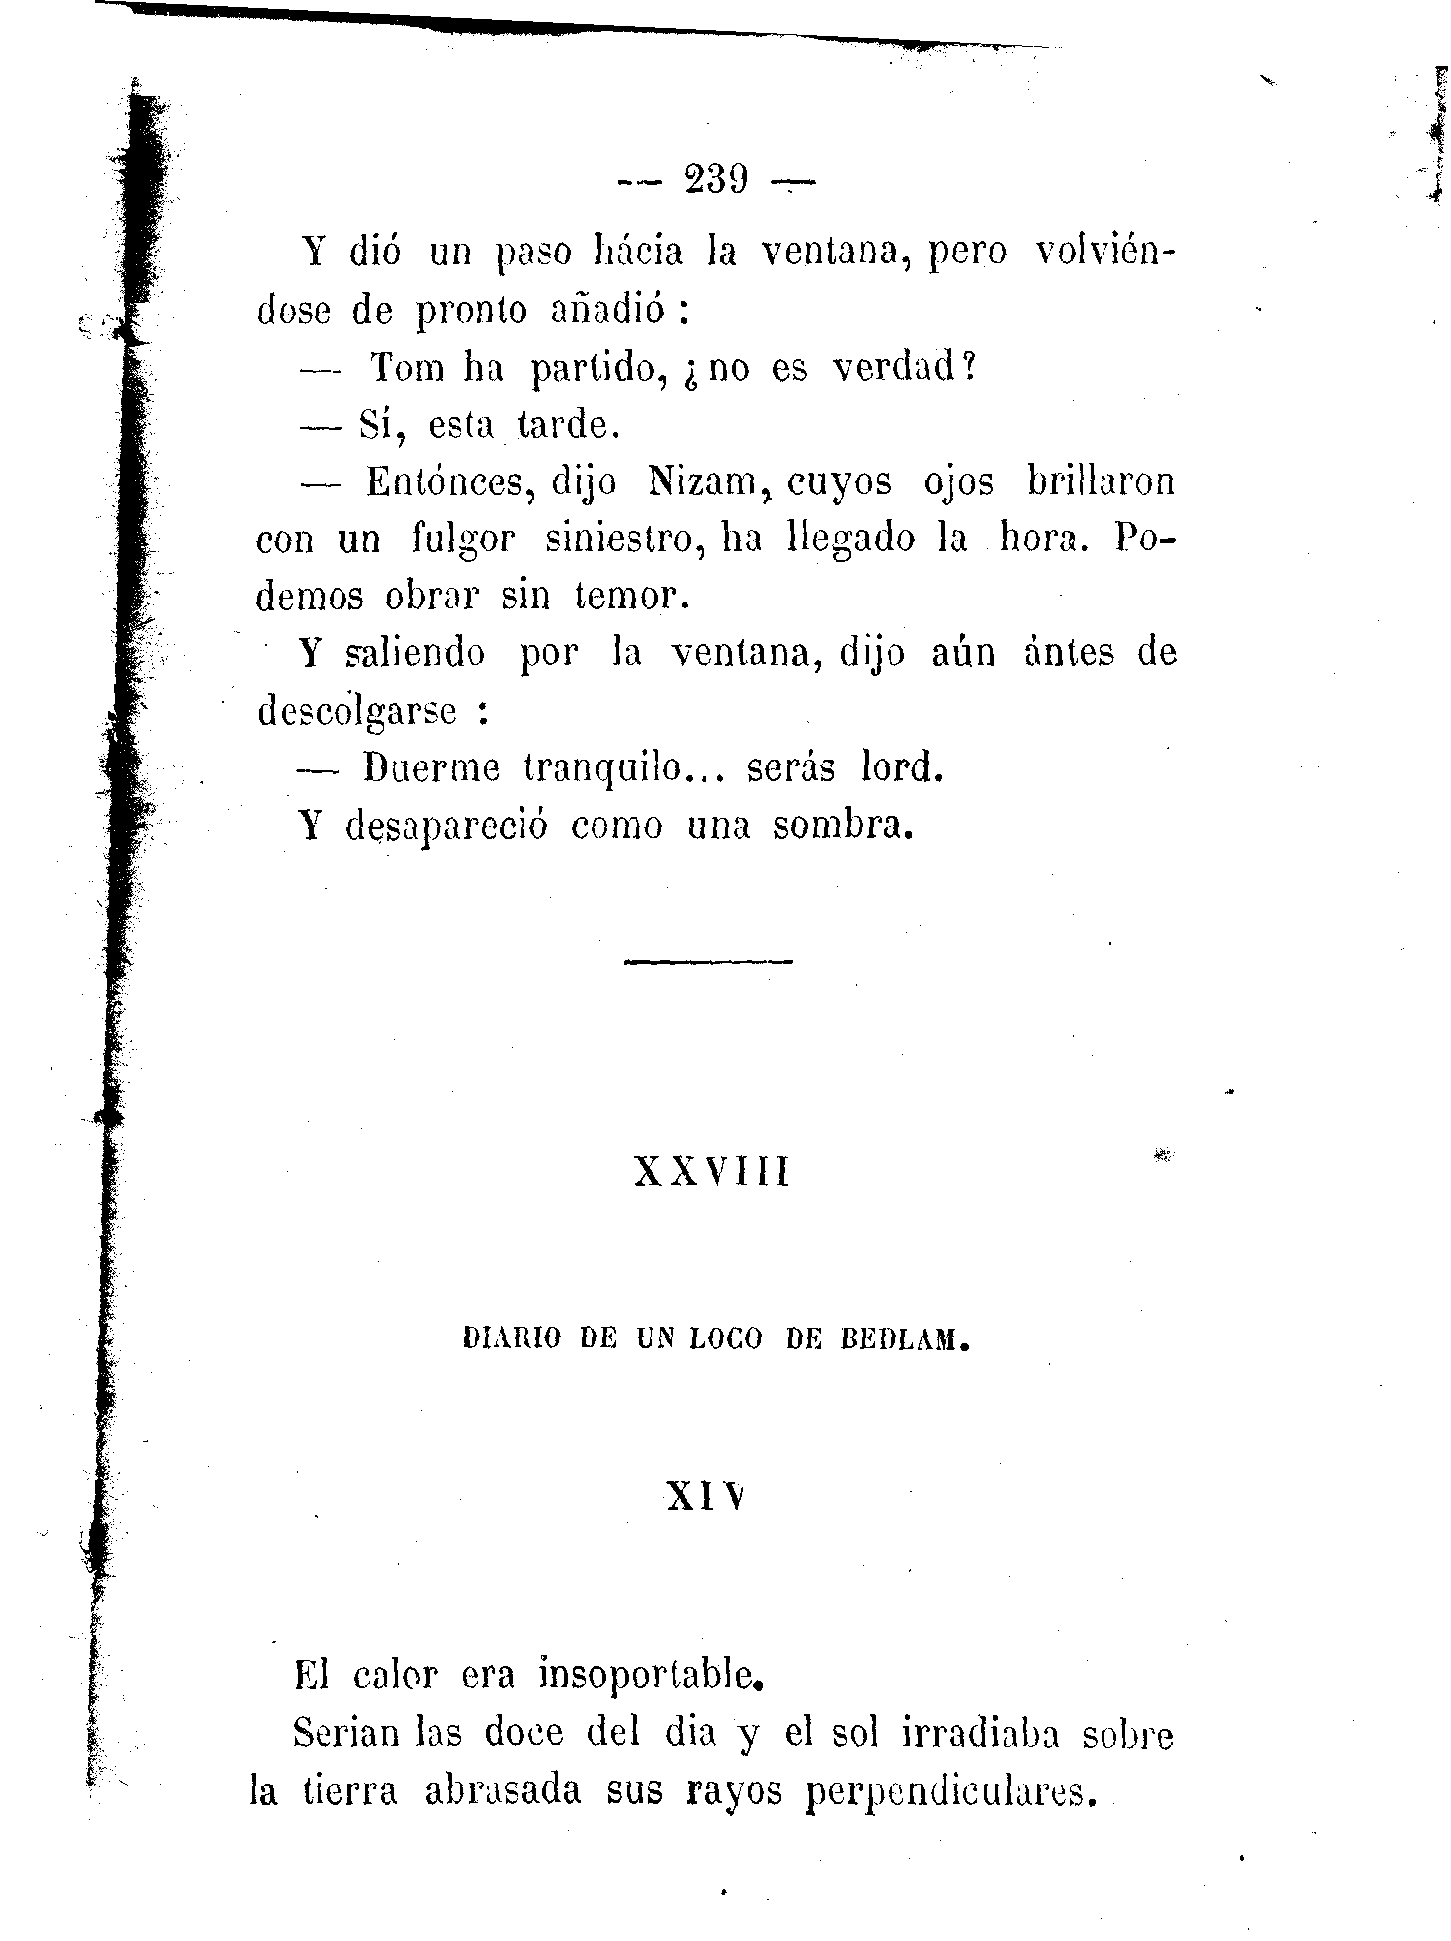 — 239 —
Y dió un paso hácia la ventana, pero volvién-
dose de pronto añadió :
— Tom ha partido, ¿no es verdad?
— Sí, esta tarde.
— Entónces, dijo Nizam, cuyos ojos brillaron
con un fulgor siniestro, ha llegado la hora. Po-
demos obrar sin temor.
Y saliendo por la ventana, dijo aún ántes de
descolgarse :
— Duerme tranquilo... serás lord.
Y desapareció como una sombra.
XXVIII
DIARIO DE UN LOCO DE BEDLAM.
XIV
El calor era insoportable.
Serian las doce del dia y el sol irradiaba sobre
la tierra abrasada sus rayos perpendiculares.